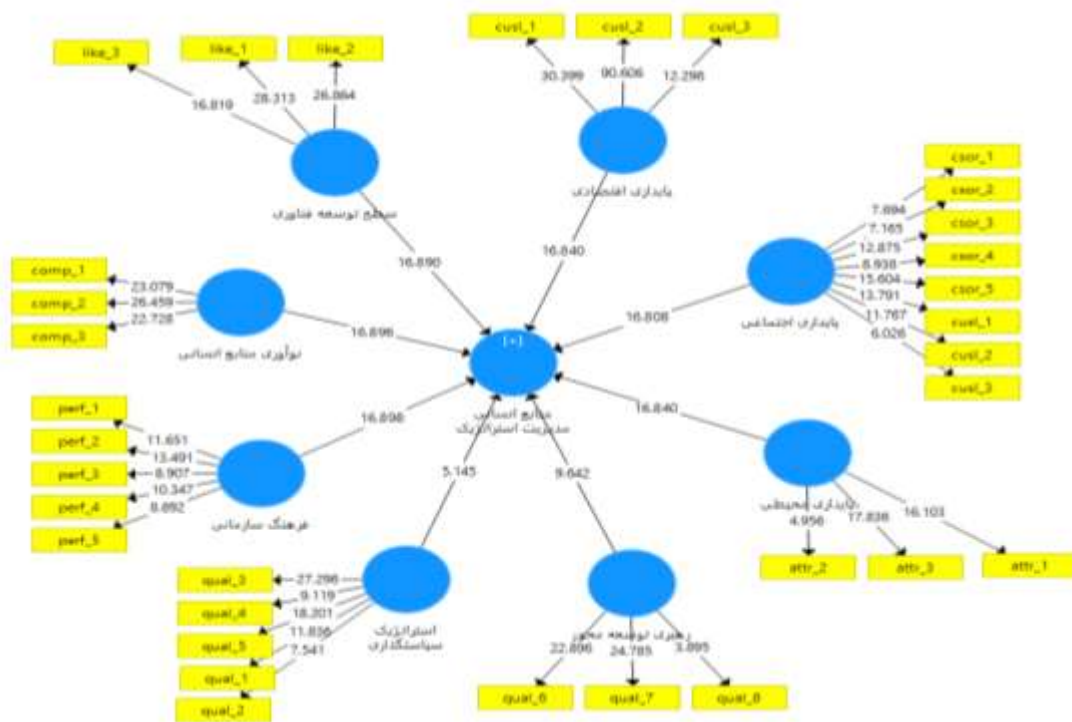 cusl_1
cusl_2
cusl_3
like_3
like_1
like_2
30.399
90.606
12.298
16.819
28.313
26.864
پایداری اقتصادی
سطح توسعه فناوری
csor_1
csor_2
csor_3
csor_4
csor_5
cusl_1
cusl_2
cusl_3
7.894
7.165
12.875
8.938
15.604
13.791
11.767
6.026
پایداری اجتماعی
16.890
16.840
16.808
comp_1
comp_2
comp_3
23.079
26.459
22.728
نوآوری منابع انسانی
16.896
[+]
منابع انسانی
مدیریت استراتژیک
16.898
16.840
perf_1
perf_2
perf_3
perf_4
perf_5
11.651
13.491
8.907
10.347
8.892
فرهنگ سازمانی
5.145
9.642
پایداری محیطی
4.956
17.836
16.103
attr_2
attr_3
attr_1
qual_3
qual_4
qual_5
qual_1
qual_2
27.298
9.119
18.201
11.836
7.541
استراتژیک
سیاستگذاری
رهبری توسعه محور
22.896
24.785
3.895
qual_6
qual_7
qual_8